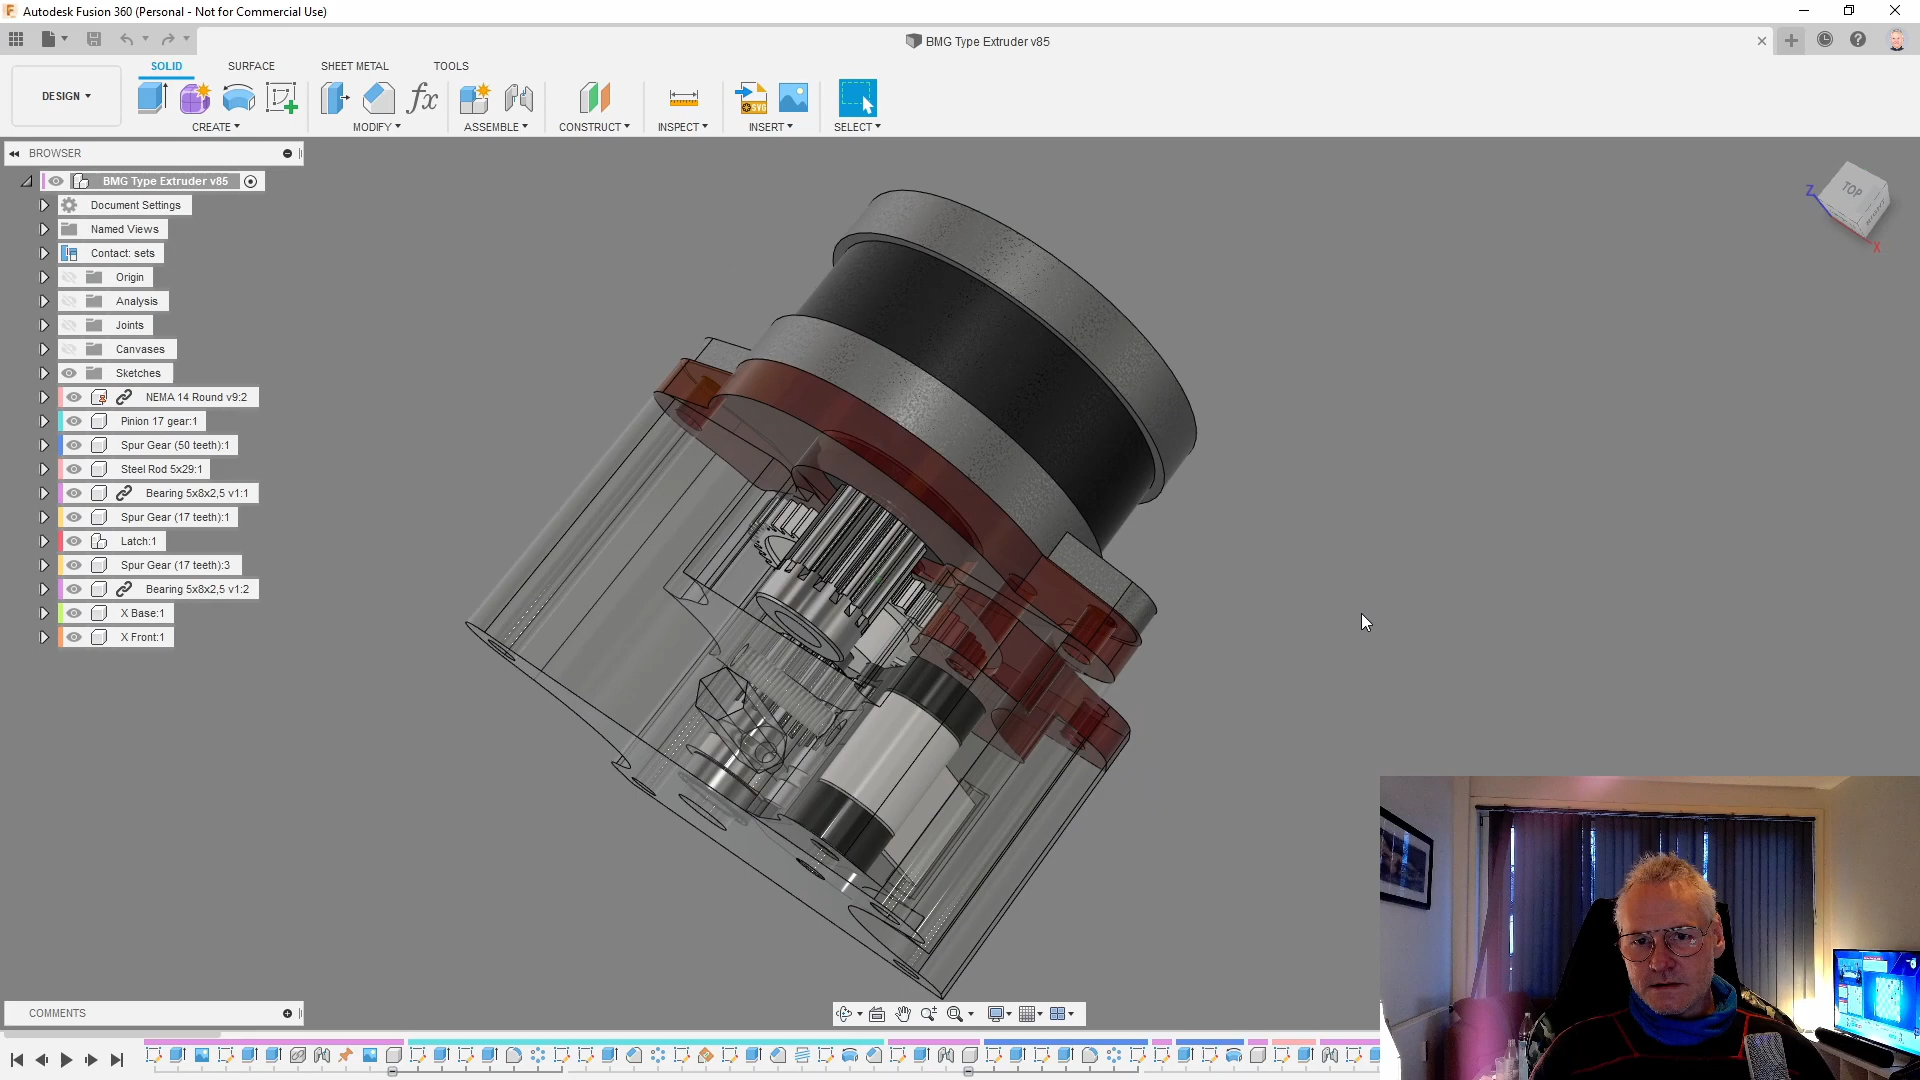 Autodesk Fusion 360 (Personal - Not for Commercial Use)
BMG Type Extruder v85
SOLID SURFACE SHEET METAL TOOLS
DESIGN
fx
SVG
CREATE MODIFY ASSEMBLE CONSTRUCT INSPECT INSERT SELECT
BROWSER
BMG Type Extruder v85
Document Settings
Named Views
Contact: sets
Origin
Analysis
Joints
Canvases
Sketches
NEMA 14 Round v9:2
Pinion 17 gear:1
Spur Gear (50 teeth):1
Steel Rod 5x29:1
Bearing 5x8x2,5 v1:1
Spur Gear (17 teeth):1
Latch:1
Spur Gear (17 teeth):3
Bearing 5x8x2,5 v1:2
X Base:1
X Front:1
TOP
RIGHT
Z
X
COMMENTS